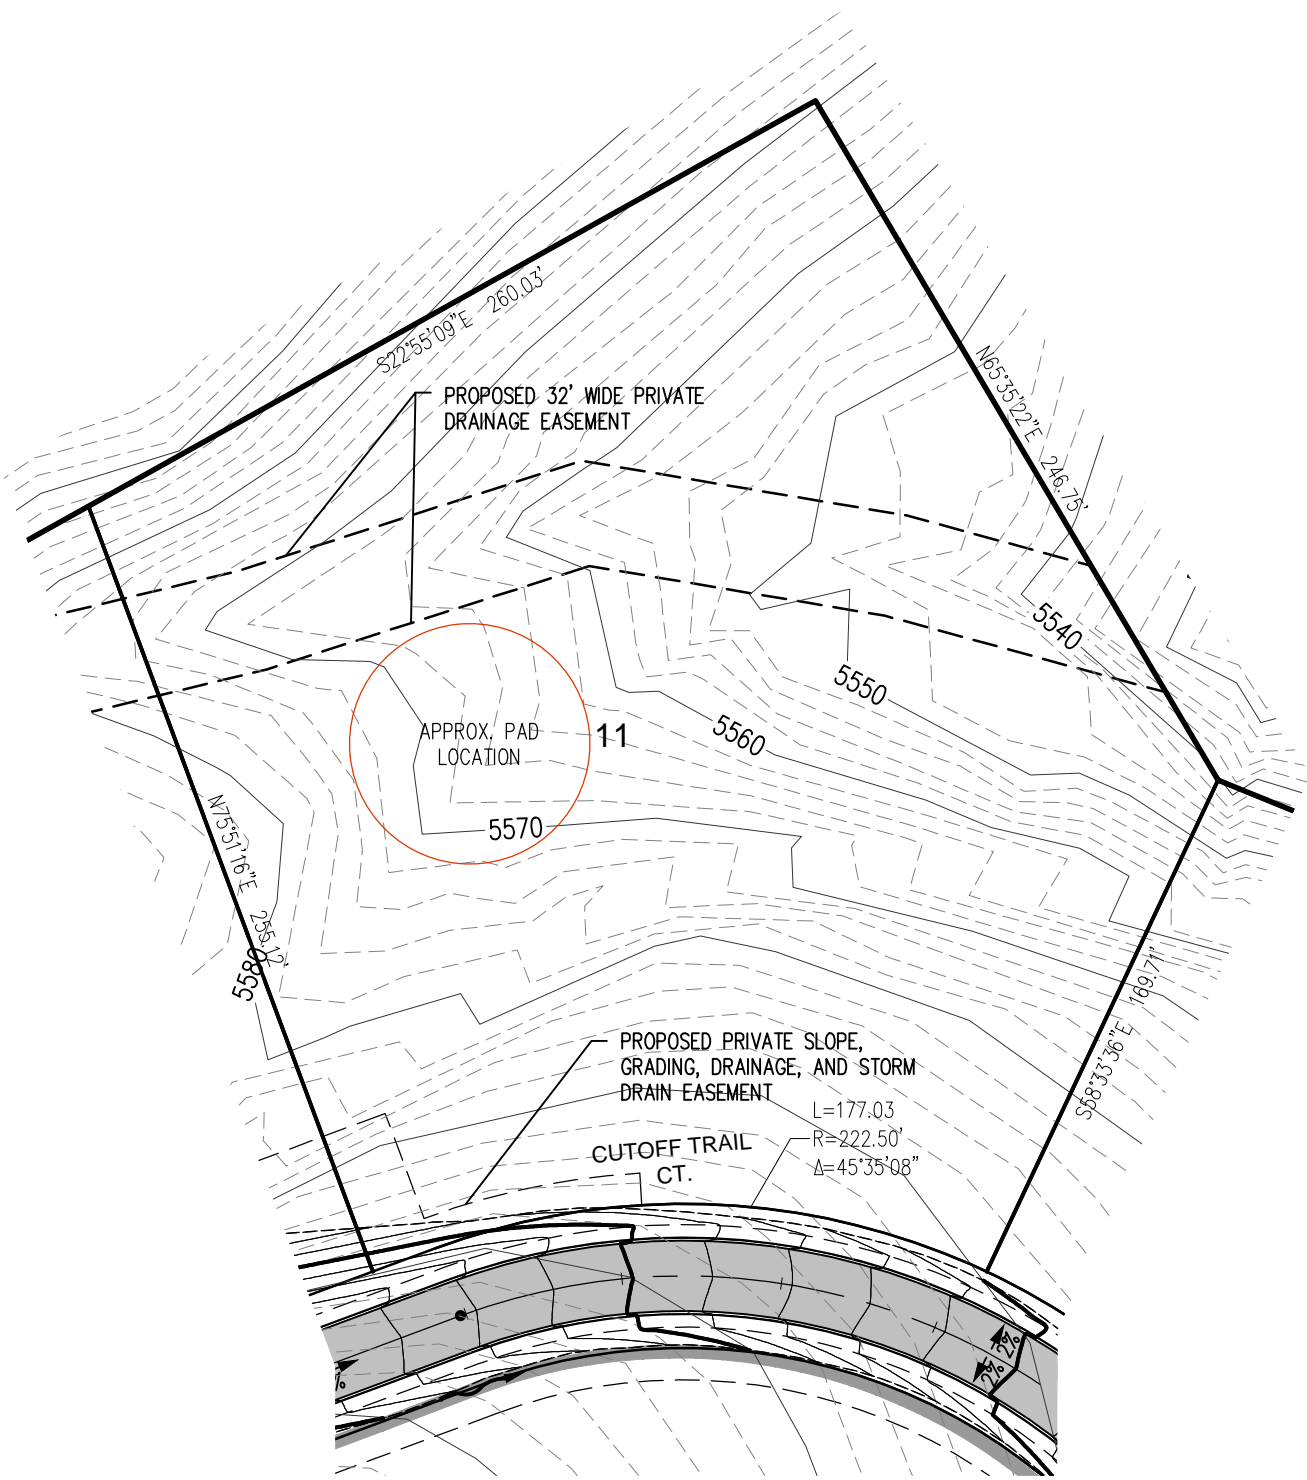 S22°55'09"E 260.03'
PROPOSED 32' WIDE PRIVATE
DRAINAGE EASEMENT
N65°35'22"E 246.75'
5540
5550
5560
APPROX. PAD
LOCATION
11
5570
N75°51'16"E 255.12'
5580
S58°33'36"E 169.71'
PROPOSED PRIVATE SLOPE,
GRADING, DRAINAGE, AND STORM
DRAIN EASEMENT
L=177.03
R=222.50'
Δ=45°35'08"
CUTOFF TRAIL
CT.
2%
2%
%